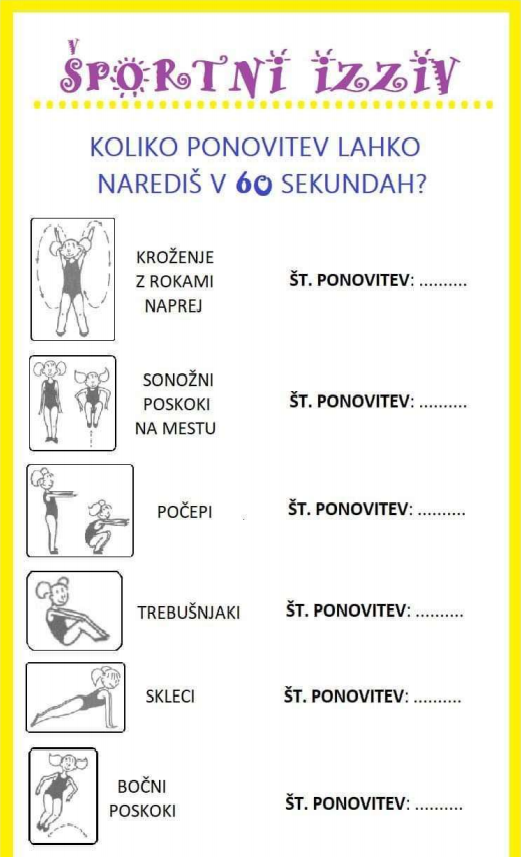 ŠPORTNI IZZIV
KOLIKO PONOVITEV LAHKO
NAREDIŠ V 60 SEKUNDAH?
KROŽENJE
Z ROKAMI
NAPREJ
ŠT. PONOVITEV: ..........
SONOŽNI
POSKOKI
NA MESTU
ŠT. PONOVITEV: ..........
POČEPI
ŠT. PONOVITEV: ..........
TREBUŠNJAKI
ŠT. PONOVITEV: ..........
SKLECI
ŠT. PONOVITEV: ..........
BOČNI
POSKOKI
ŠT. PONOVITEV: ..........